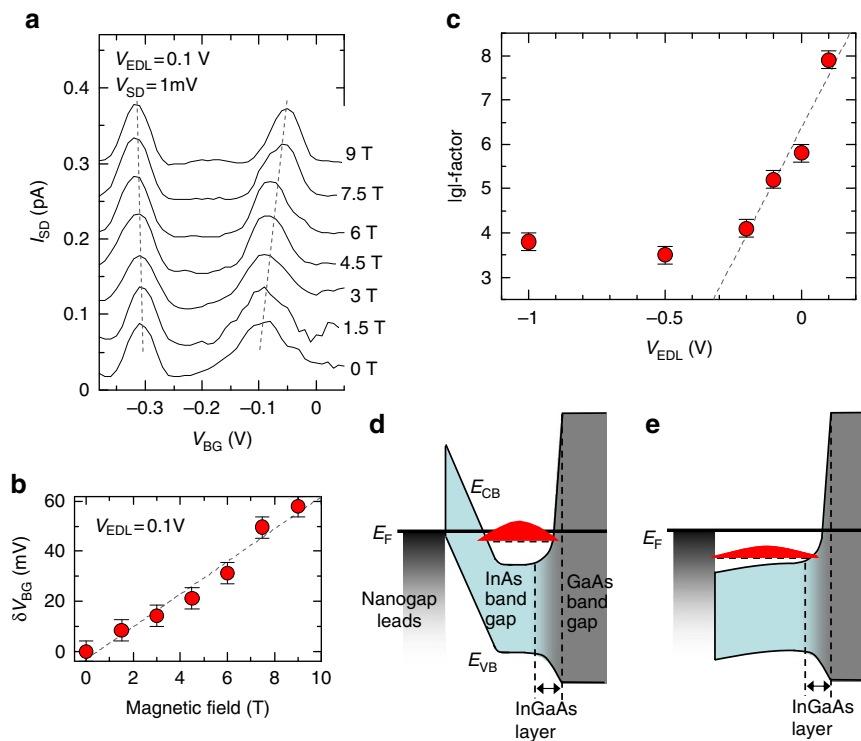 a
V_EDL = 0.1 V
V_SD = 1mV
0.4
0.3
0.2
0.1
0
I_SD (pA)
9 T
7.5 T
6 T
4.5 T
3 T
1.5 T
0 T
−0.3
−0.2
−0.1
0
V_BG (V)
b
V_EDL = 0.1V
60
40
20
0
δV_BG (mV)
0
2
4
6
8
10
Magnetic field (T)
c
8
7
6
5
4
3
|g|-factor
−1
−0.5
0
V_EDL (V)
d
E_CB
E_F
Nanogap
leads
InAs
band
gap
GaAs
band
gap
E_VB
InGaAs
layer
e
E_F
InGaAs
layer